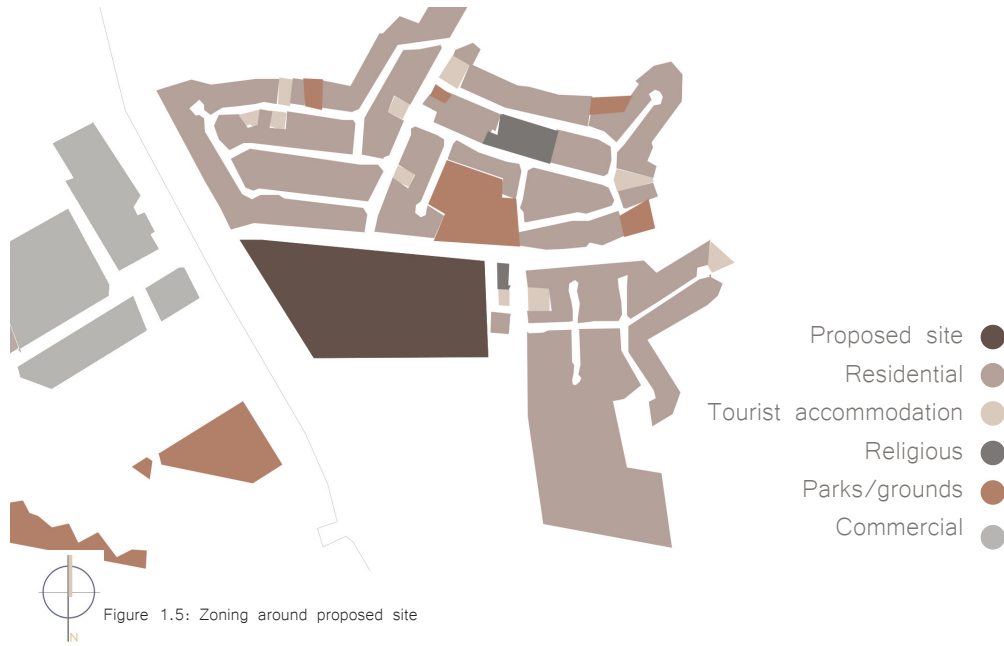 Proposed site
Residential
Tourist accommodation
Religious
Parks/grounds
Commercial
N
Figure 1.5: Zoning around proposed site